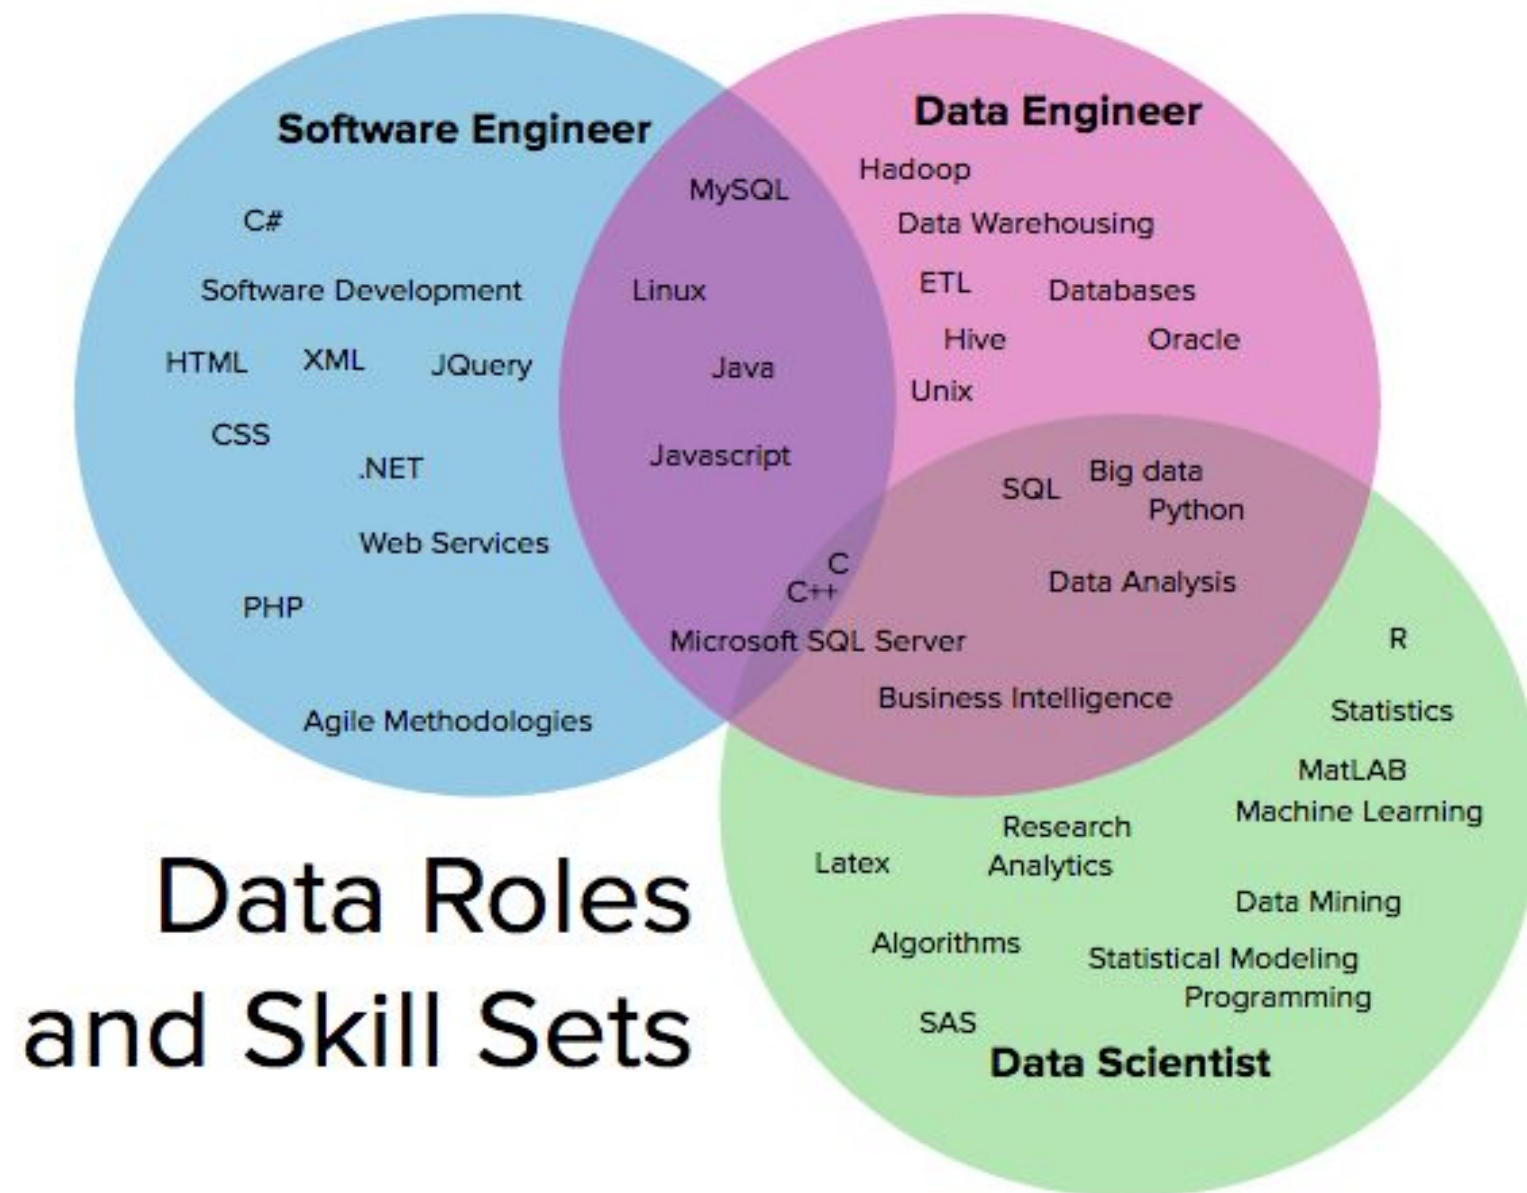 Software Engineer
C#
Software Development
HTML
XML
JQuery
CSS
.NET
Web Services
PHP
Agile Methodologies
MySQL
Linux
Java
Javascript
C
C++
Microsoft SQL Server
Data Engineer
Hadoop
Data Warehousing
ETL
Databases
Hive
Oracle
Unix
SQL
Big data
Python
Data Analysis
Business Intelligence
R
Statistics
MatLAB
Machine Learning
Research
Analytics
Latex
Data Mining
Algorithms
Statistical Modeling
Programming
SAS
Data Scientist
Data Roles
and Skill Sets